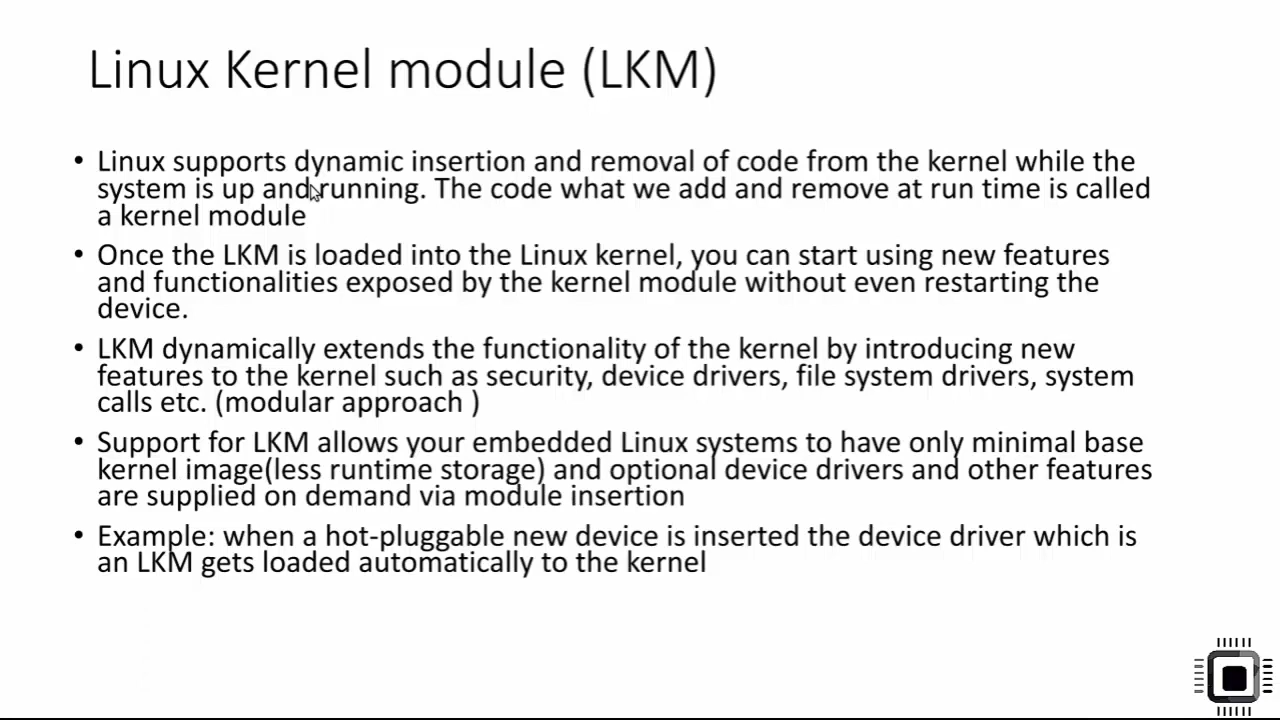 Linux Kernel module (LKM)
• Linux supports dynamic insertion and removal of code from the kernel while the
system is up and running. The code what we add and remove at run time is called
a kernel module
• Once the LKM is loaded into the Linux kernel, you can start using new features
and functionalities exposed by the kernel module without even restarting the
device.
• LKM dynamically extends the functionality of the kernel by introducing new
features to the kernel such as security, device drivers, file system drivers, system
calls etc. (modular approach )
• Support for LKM allows your embedded Linux systems to have only minimal base
kernel image(less runtime storage) and optional device drivers and other features
are supplied on demand via module insertion
• Example: when a hot-pluggable new device is inserted the device driver which is
an LKM gets loaded automatically to the kernel